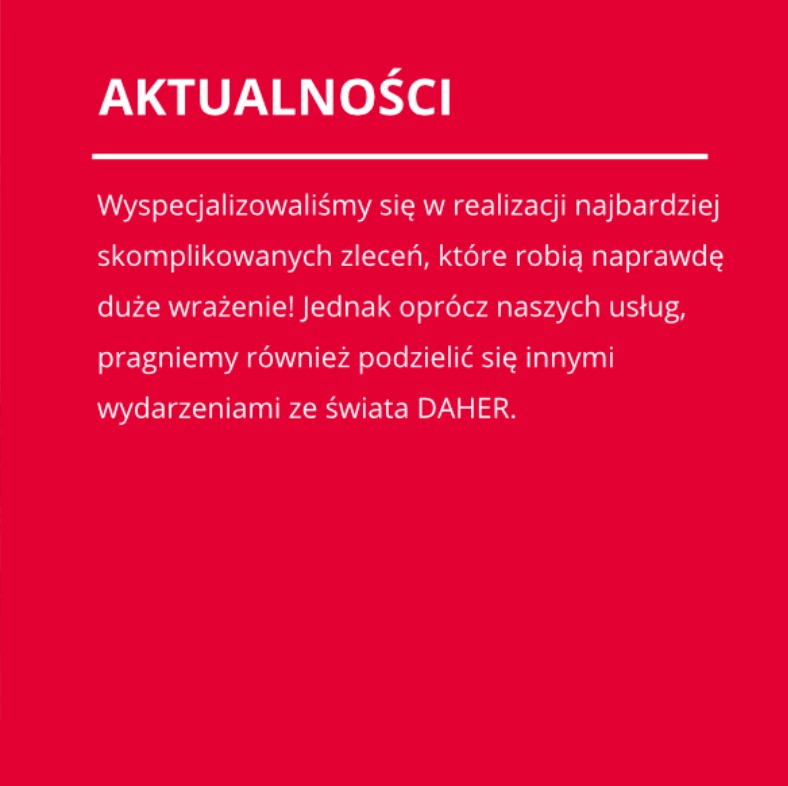 AKTUALNOŚCI
Wyspecjalizowaliśmy się w realizacji najbardziej
skomplikowanych zleceń, które robią naprawdę
duże wrażenie! Jednak oprócz naszych usług,
pragniemy również podzielić się innymi
wydarzeniami ze świata DAHER.